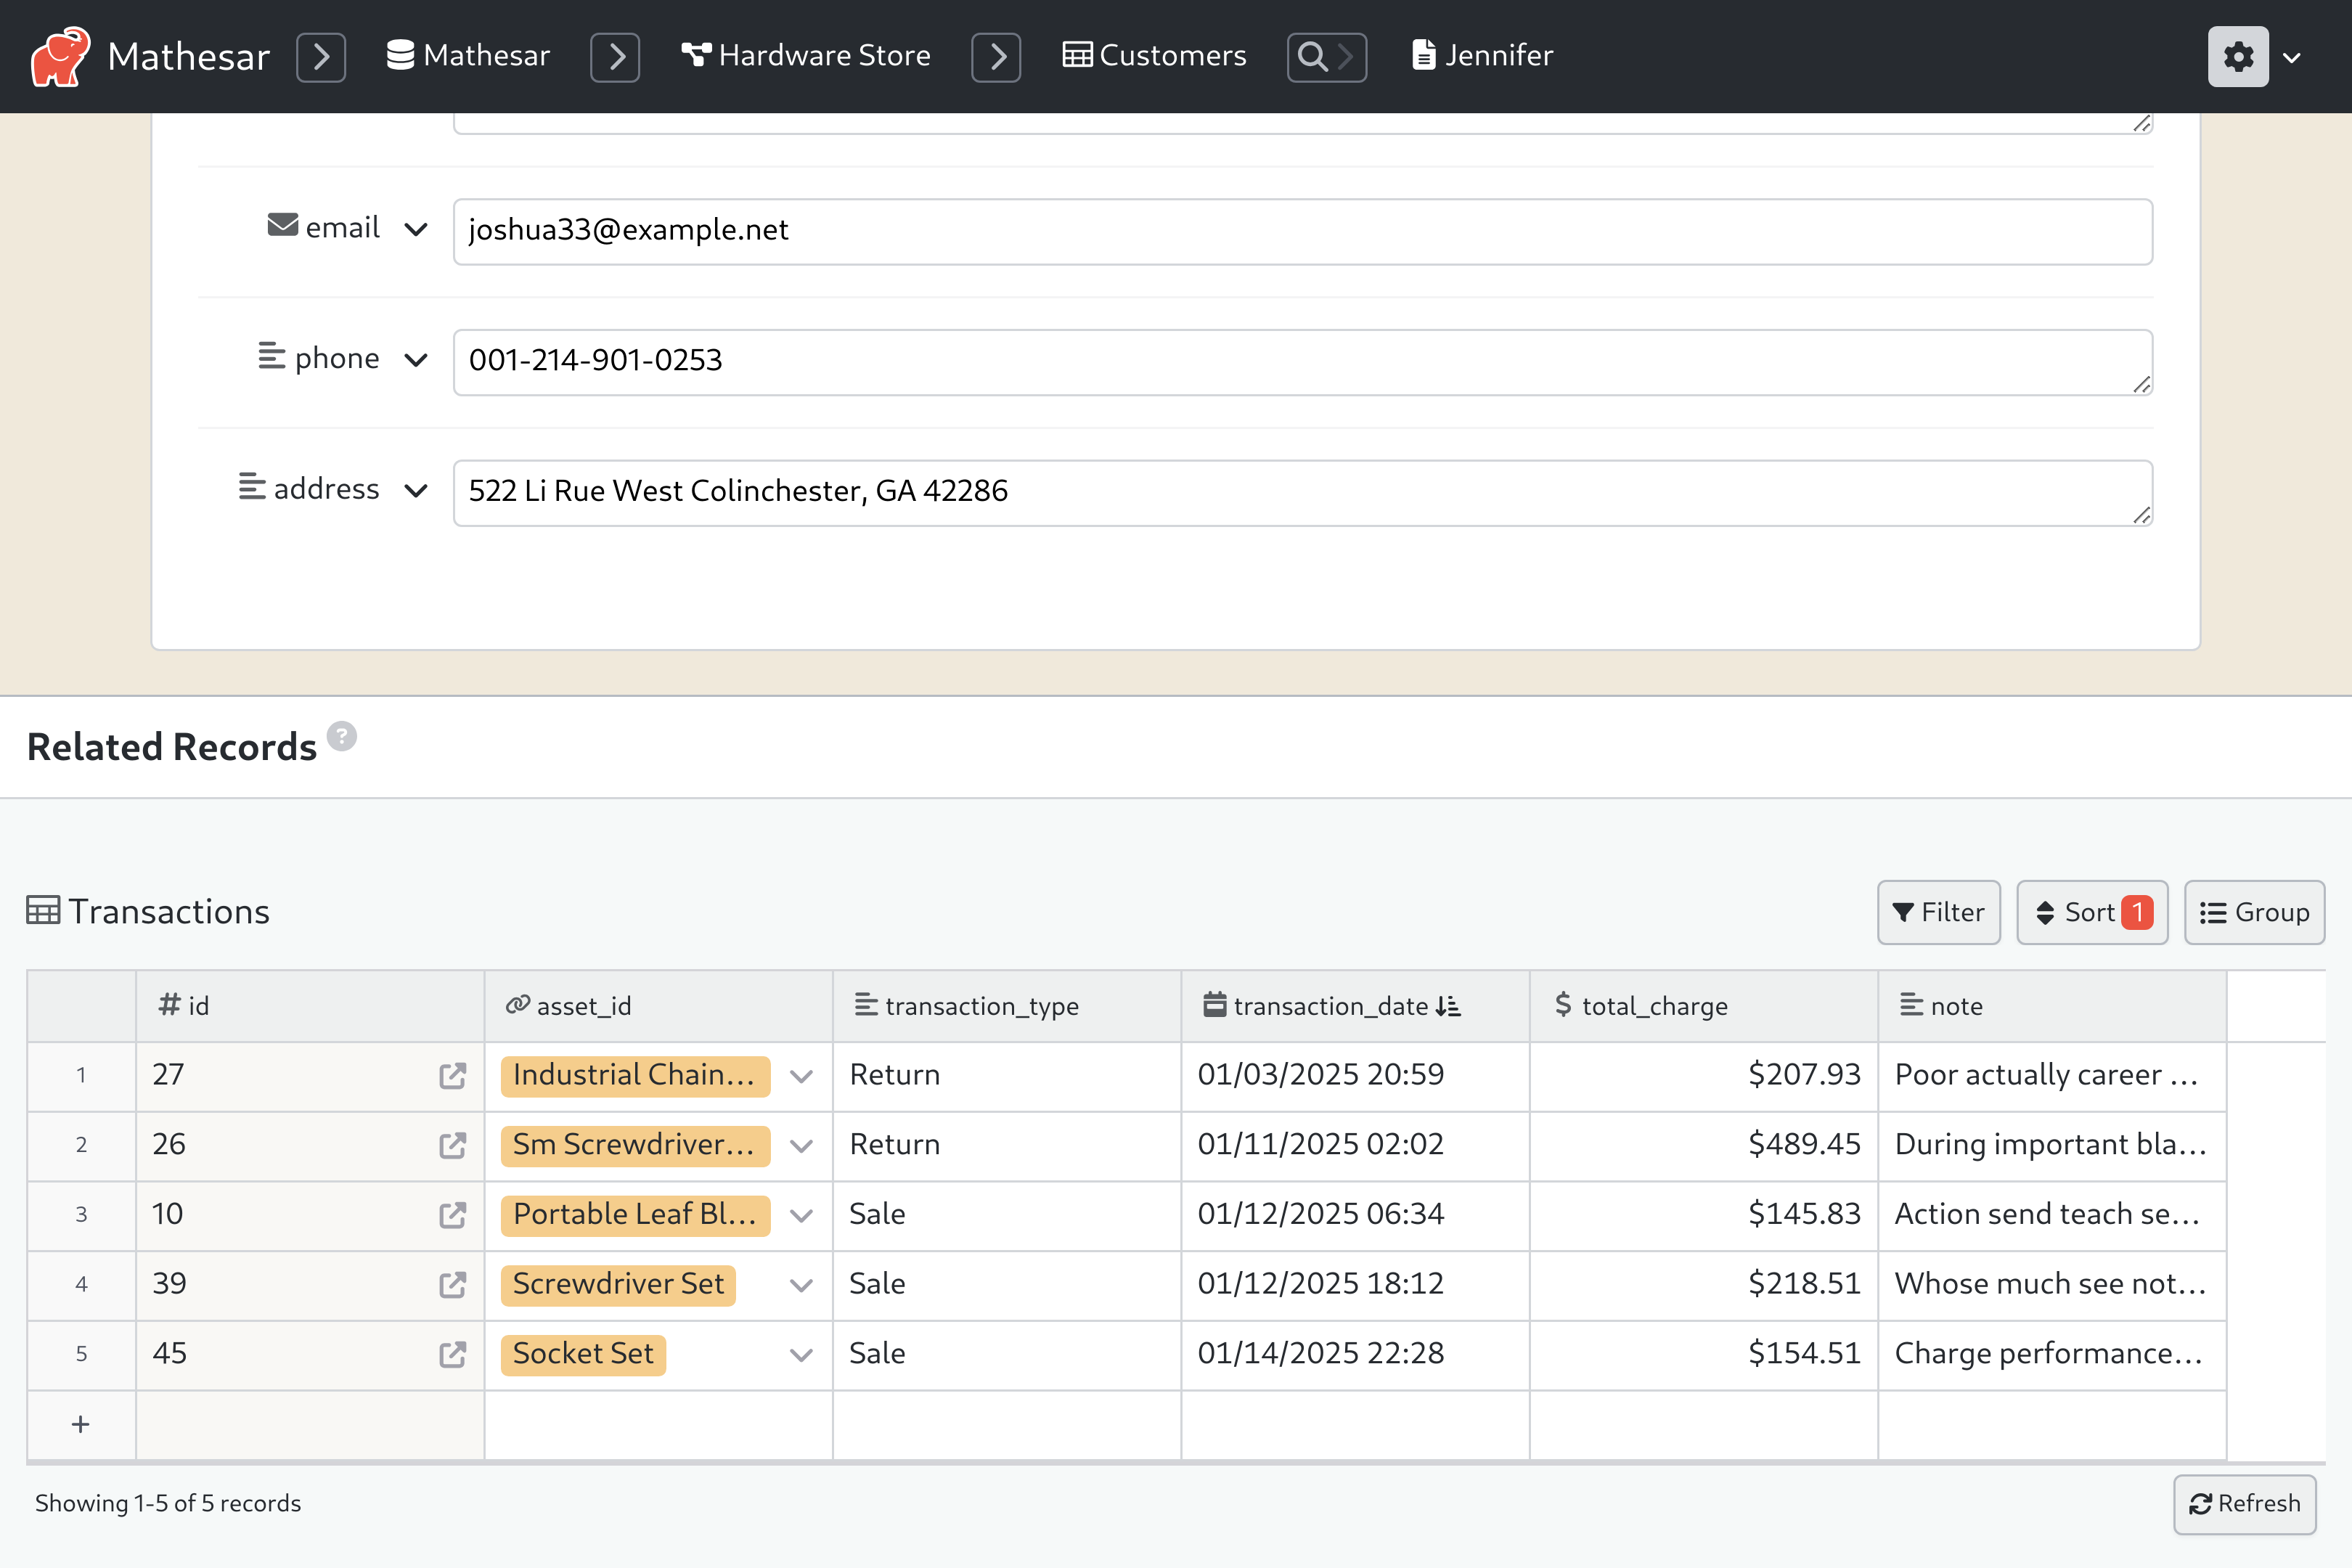 Mathesar Mathesar Hardware Store Customers Jennifer
email joshua33@example.net
phone 001-214-901-0253
address 522 Li Rue West Colinchester, GA 42286
Related Records ?
Transactions Filter Sort 1 Group
# id asset_id transaction_type transaction_date $ total_charge note
1 27 Industrial Chain... Return 01/03/2025 20:59 $207.93 Poor actually career ...
2 26 Sm Screwdriver... Return 01/11/2025 02:02 $489.45 During important bla...
3 10 Portable Leaf Bl... Sale 01/12/2025 06:34 $145.83 Action send teach se...
4 39 Screwdriver Set Sale 01/12/2025 18:12 $218.51 Whose much see not...
5 45 Socket Set Sale 01/14/2025 22:28 $154.51 Charge performance...
+
Showing 1-5 of 5 records Refresh